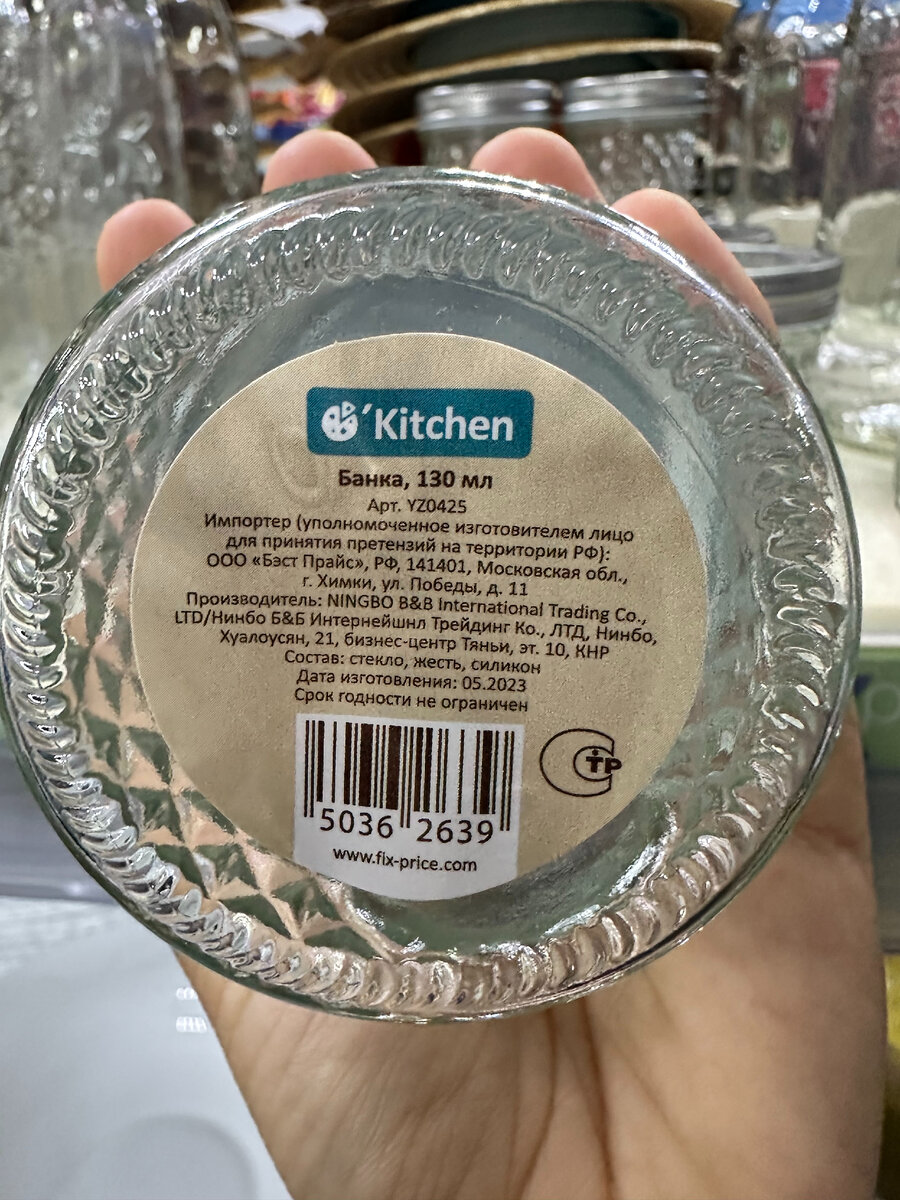 'Kitchen
Банка, 130 мл
Арт. YZ0425
Импортер (уполномоченное изготовителем лицо
для принятия претензий на территории РФ):
ООО «Бэст Прайс», РФ, 141401, Московская обл.,
г. Химки, ул. Победы, д. 11
Производитель: NINGBO B&B International Trading Co.,
LTD/Нинбо Б&Б Интернейшнл Трейдинг Ко., ЛТД, Нинбо,
Хуалоусян, 21, бизнес-центр Тяньи, эт. 10, КНР
Состав: стекло, жесть, силикон
Дата изготовления: 05.2023
Срок годности не ограничен
СТР
5036 2639
www.fix-price.com